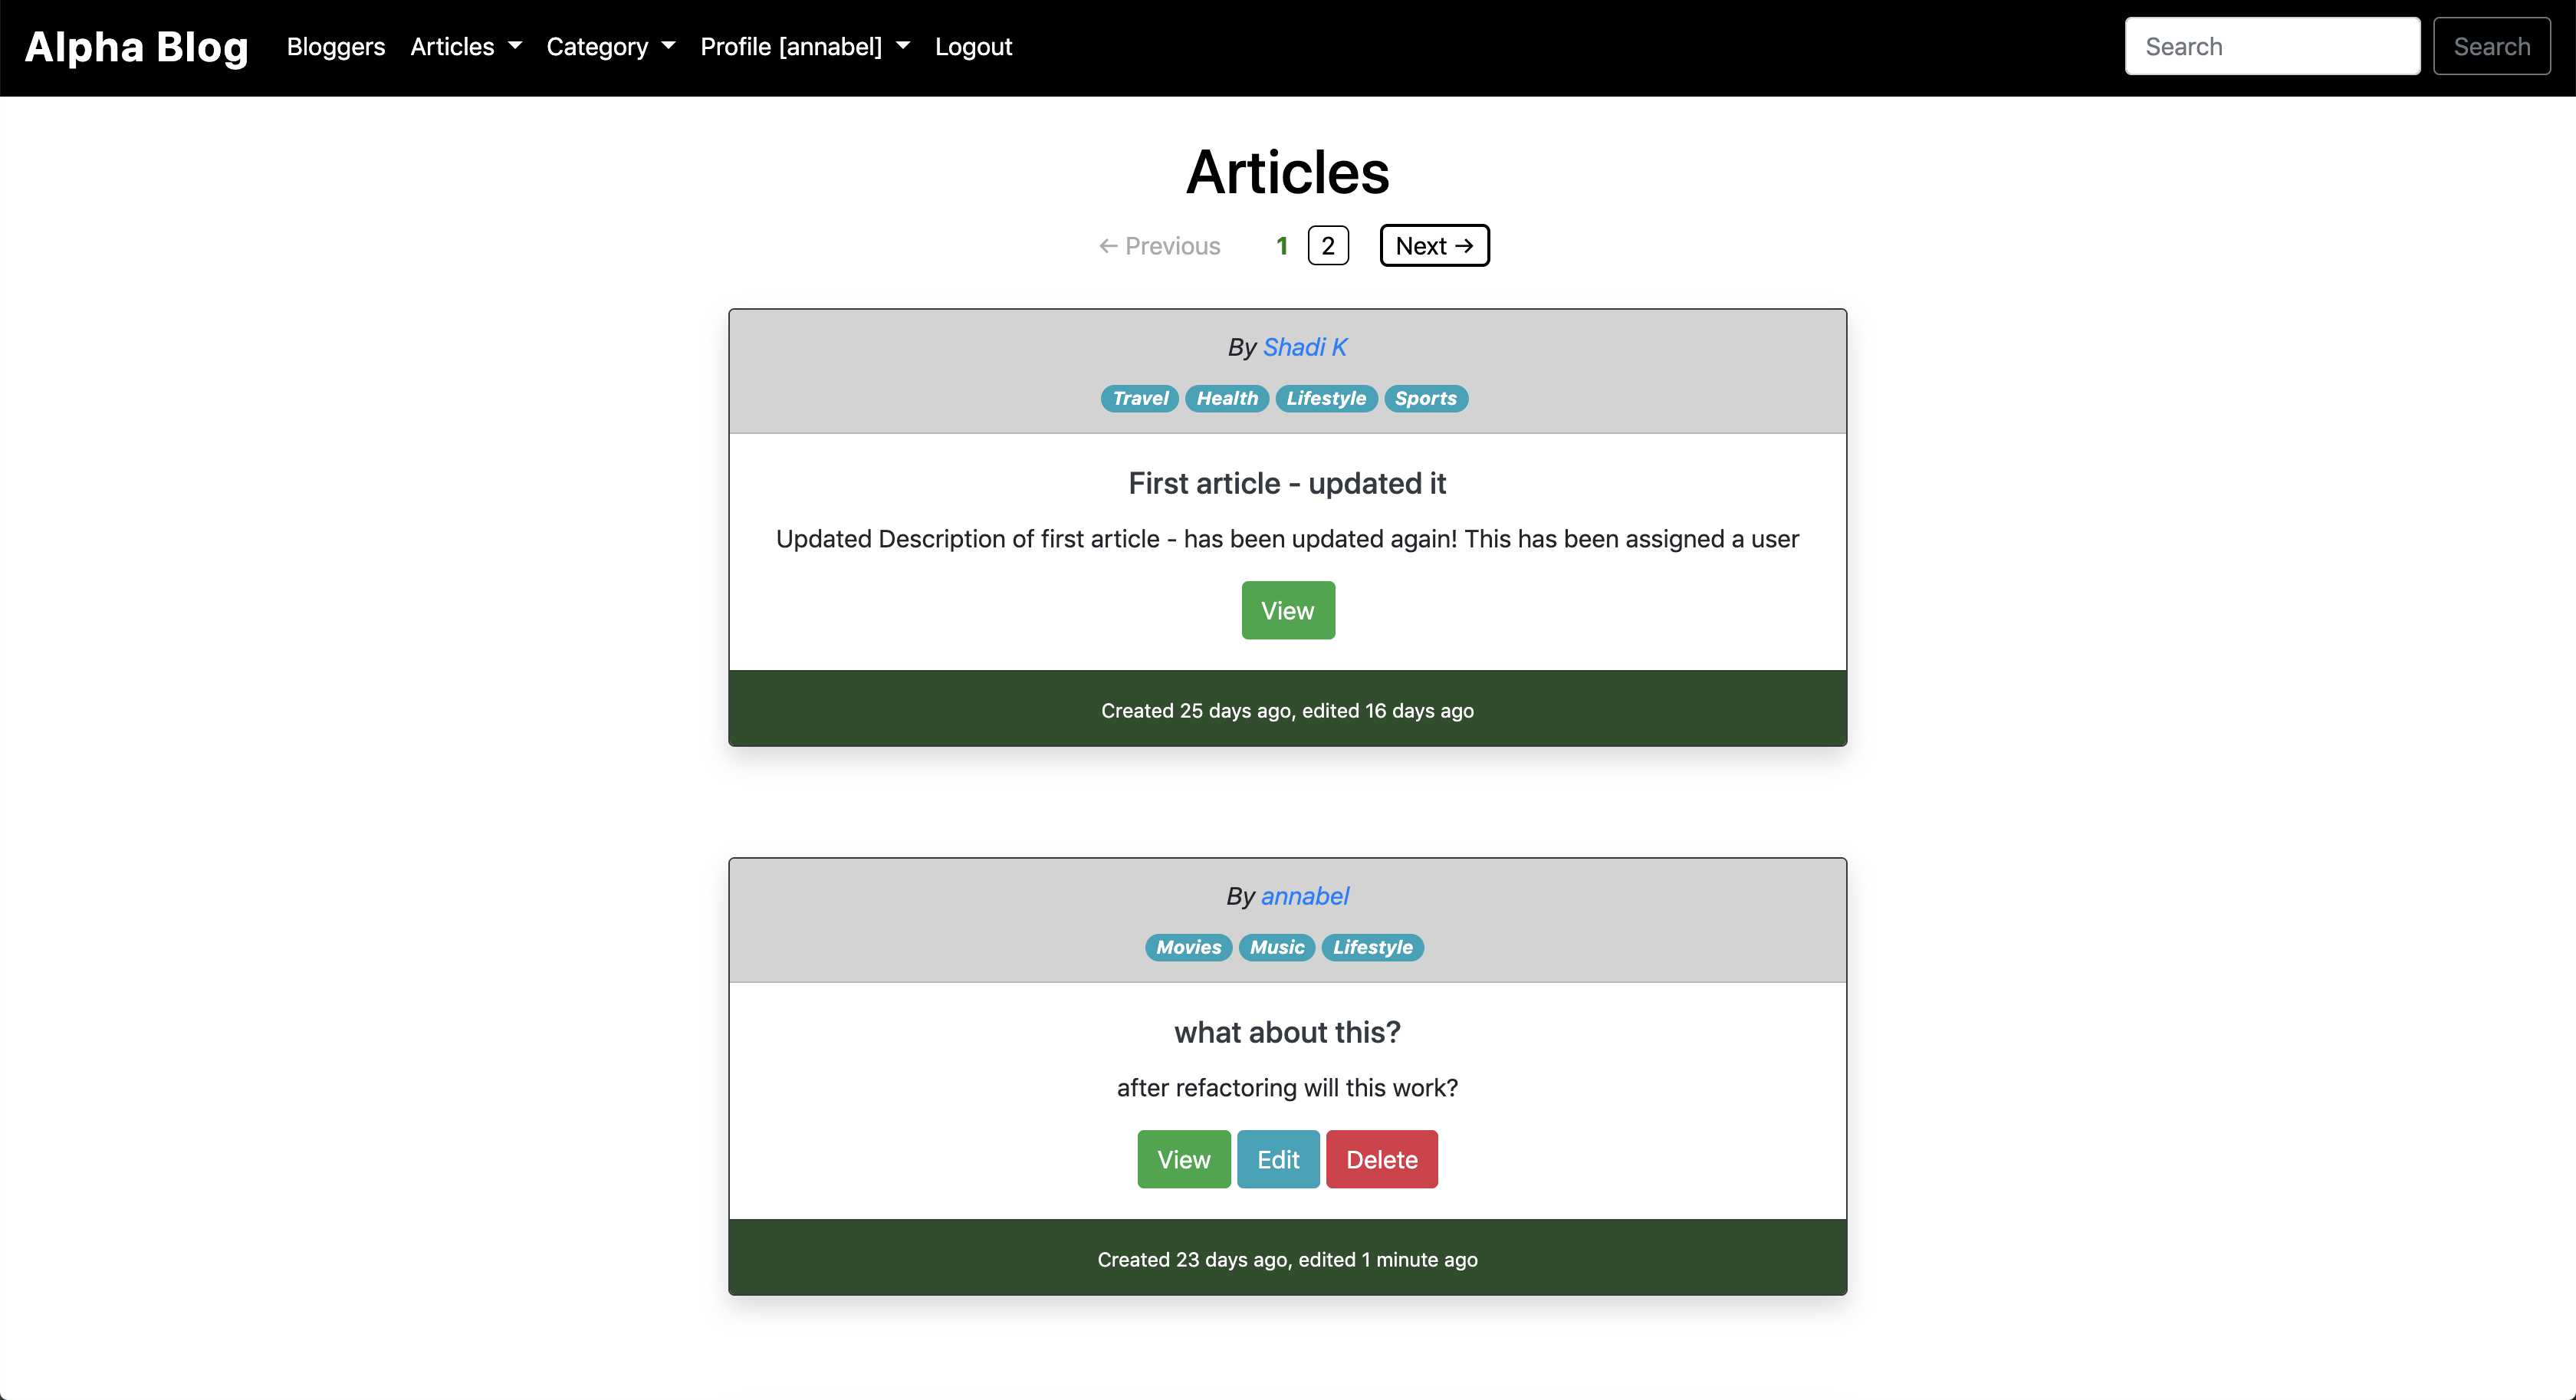 Alpha Blog Bloggers Articles Category Profile [annabel] Logout Search Search
Articles
← Previous 1 2 Next →
By Shadi K
Travel Health Lifestyle Sports
First article - updated it
Updated Description of first article - has been updated again! This has been assigned a user
View
Created 25 days ago, edited 16 days ago
By annabel
Movies Music Lifestyle
what about this?
after refactoring will this work?
View Edit Delete
Created 23 days ago, edited 1 minute ago